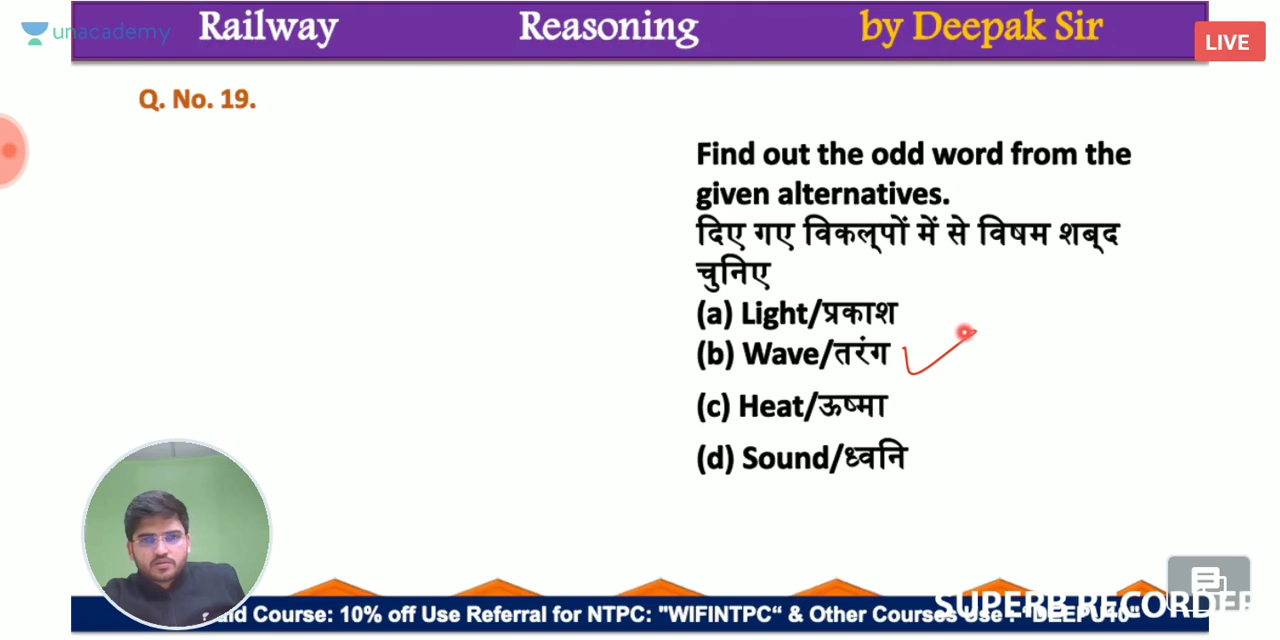 unacademy
Railway Reasoning by Deepak Sir
LIVE
Q. No. 19.
Find out the odd word from the
given alternatives.
दिए गए विकल्पों में से विषम शब्द
चुनिए
(a) Light/प्रकाश
(b) Wave/तरंग
(c) Heat/ऊष्मा
(d) Sound/ध्वनि
Course: 10% off Use Referral for NTPC: "WIFINTPC“ & Other Courses Use :
SUPERB RECORDER